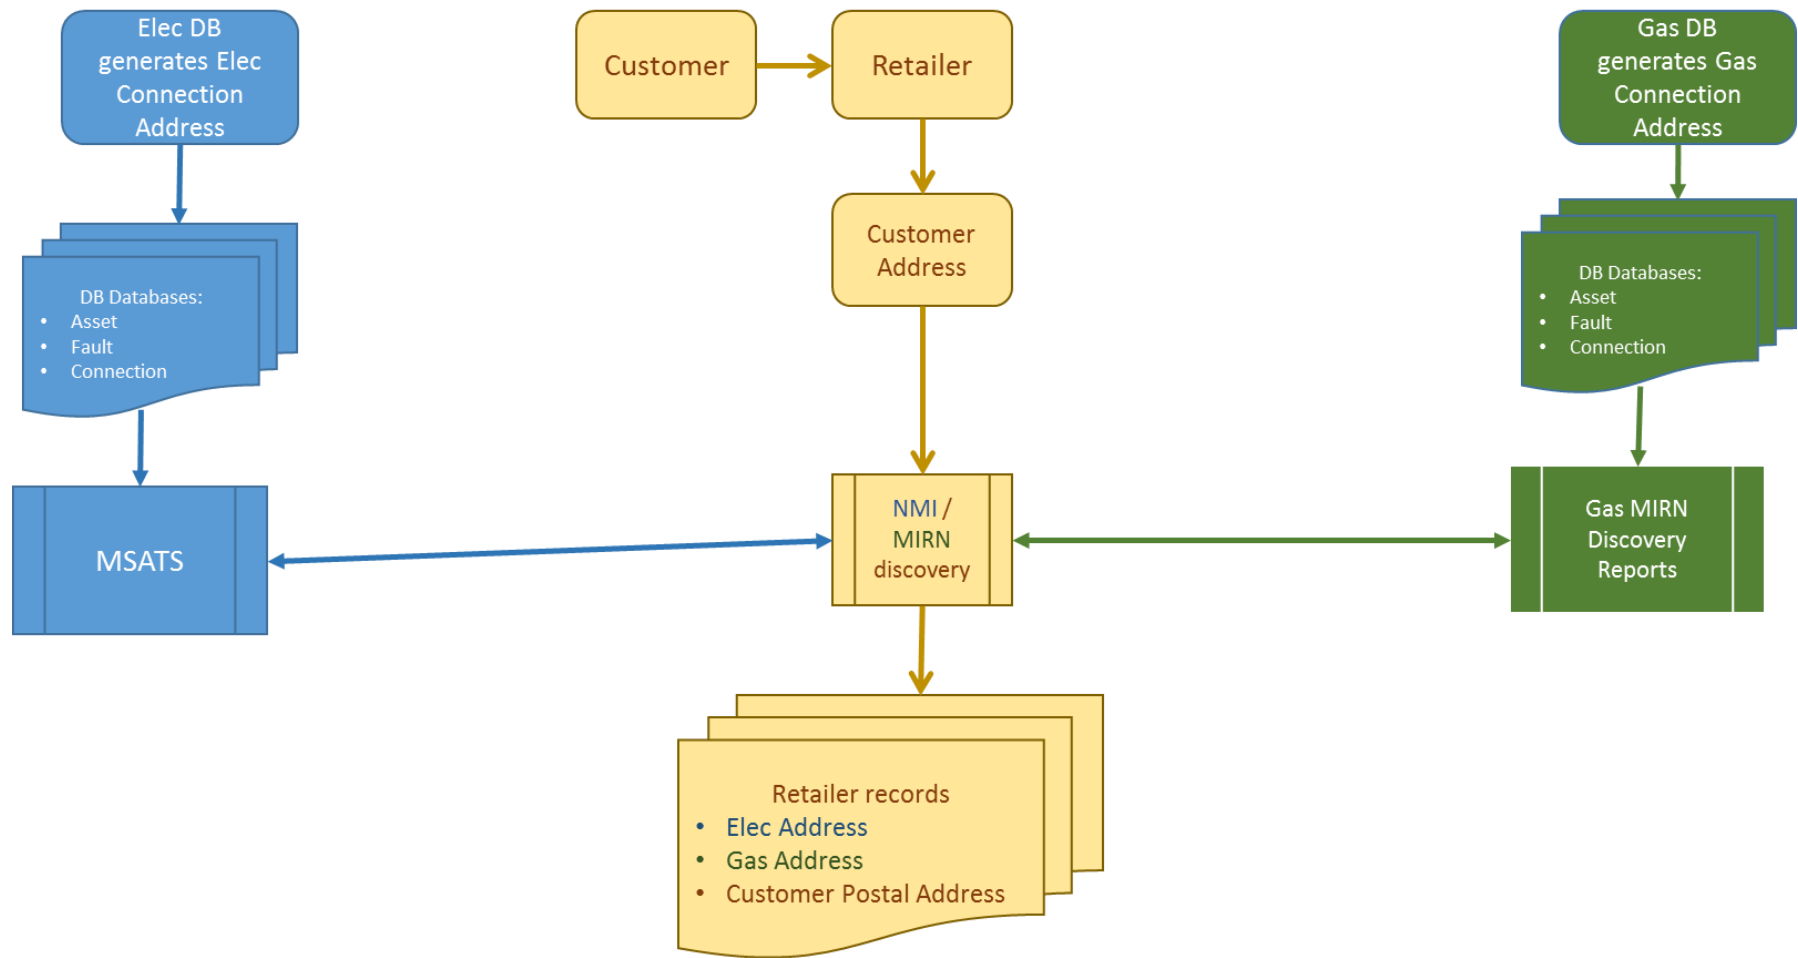 Elec DB
generates Elec
Connection
Address
Customer
Retailer
Gas DB
generates Gas
Connection
Address
Customer
Address
DB Databases:
• Asset
• Fault
• Connection
DB Databases:
• Asset
• Fault
• Connection
MSATS
NMI /
MIRN
discovery
Gas MIRN
Discovery
Reports
Retailer records
• Elec Address
• Gas Address
• Customer Postal Address